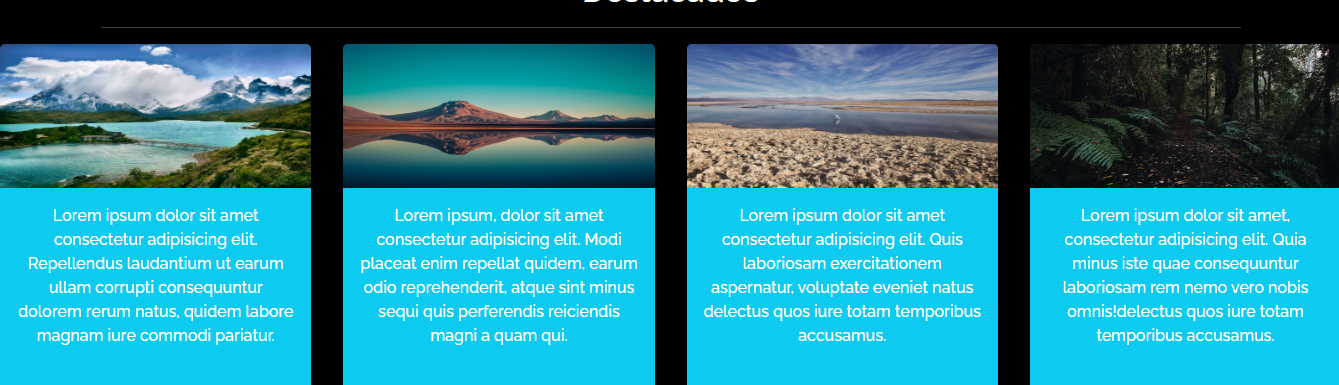 Destacados
Lorem ipsum dolor sit amet
consectetur adipisicing elit.
Repellendus laudantium ut earum
ullam corrupti consequuntur
dolorem rerum natus, quidem labore
magnam iure commodi pariatur.
Lorem ipsum, dolor sit amet
consectetur adipisicing elit. Modi
placeat enim repellat quidem, earum
odio reprehenderit, atque sint minus
sequi quis perferendis reiciendis
magni a quam qui.
Lorem ipsum dolor sit amet
consectetur adipisicing elit. Quis
laboriosam exercitationem
aspernatur, voluptate eveniet natus
delectus quos iure totam temporibus
accusamus.
Lorem ipsum dolor sit amet,
consectetur adipisicing elit. Quia
minus iste quae consequuntur
laboriosam rem nemo vero nobis
omnis!delectus quos iure totam
temporibus accusamus.